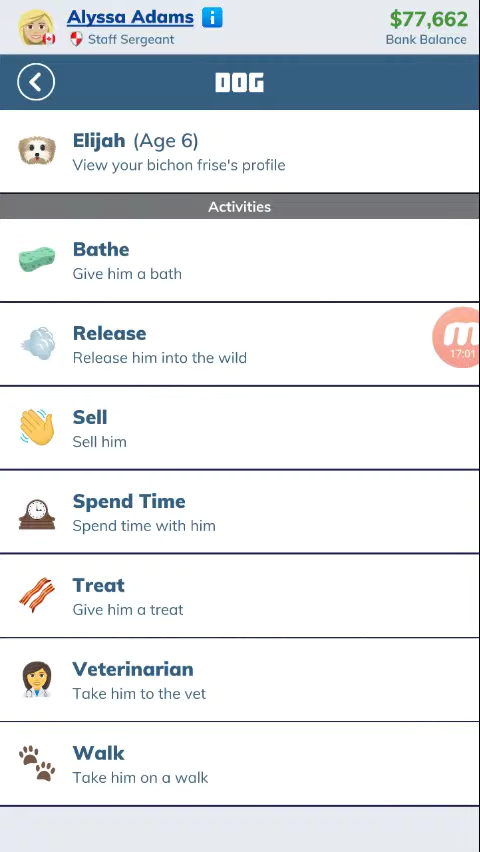 Alyssa Adams
$77,662
Staff Sergeant
Bank Balance
DOG
Elijah (Age 6)
View your bichon frise's profile
Activities
Bathe
Give him a bath
Release
Release him into the wild
17:01
Sell
Sell him
Spend Time
Spend time with him
Treat
Give him a treat
Veterinarian
Take him to the vet
Walk
Take him on a walk